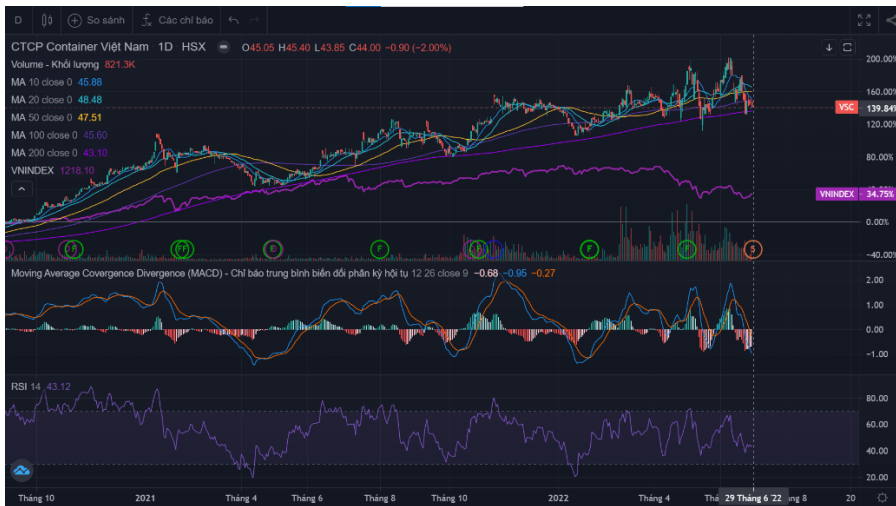 D So sánh Các chỉ báo
CTCP Container Việt Nam 1D HSX O45.05 H45.40 L43.85 C44.00 −0.90 (−2.00%)
Volume - Khối lượng 821.3K
MA 10 close 0 45.88
MA 20 close 0 48.48
MA 50 close 0 47.51
MA 100 close 0 45.60
MA 200 close 0 43.10
VNINDEX 1218.10
200.00%
160.00%
VSC 139.84%
120.00%
80.00%
VNINDEX 34.75%
0.00%
−40.00%
F F F E F F F F S
Moving Average Covergence Divergence (MACD) - Chỉ báo trung bình biến đổi phân kỳ hội tụ 12 26 close 9 −0.68 −0.95 −0.27
2.00
1.00
0.00
−1.00
RSI 14 43.12
80.00
60.00
40.00
20.00
Tháng 10 2021 Tháng 4 Tháng 6 Tháng 8 Tháng 10 2022 Tháng 4 29 Tháng 6 '22 20